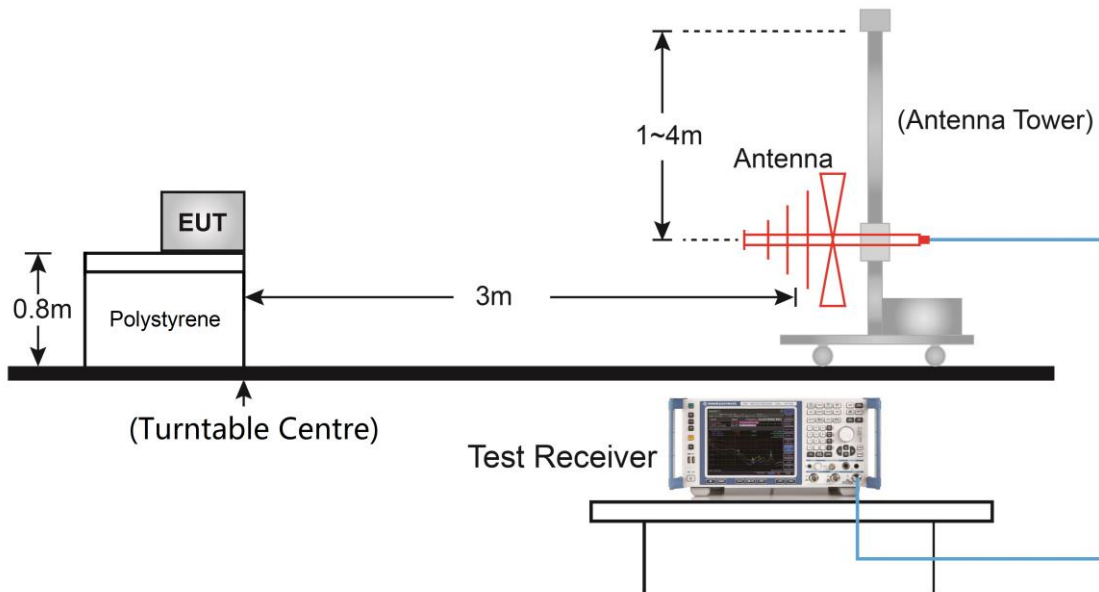 1~4m
(Antenna Tower)
Antenna
EUT
0.8m
Polystyrene
3m
(Turntable Centre)
Test Receiver